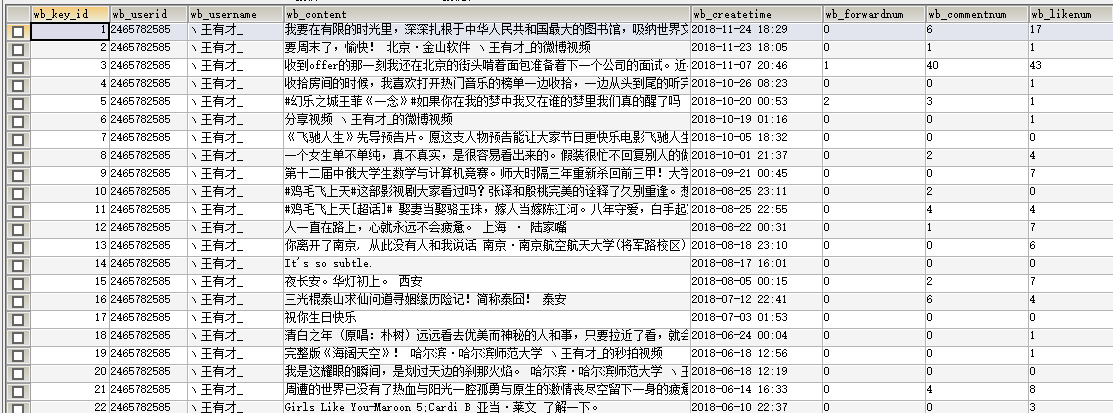 wb_key_id wb_userid wb_username wb_content wb_createtime wb_forwardnum wb_commentnum wb_likenum
1 2465782585 ヽ王有才_ 我要在有限的时光里，深深扎根于中华人民共和国最大的图书馆，吸纳世界文 2018-11-24 18:29 0 6 17
2 2465782585 ヽ王有才_ 要周末了，愉快！ 北京·金山软件 ヽ王有才_的微博视频 2018-11-23 18:05 0 1 1
3 2465782585 ヽ王有才_ 收到offer的那一刻我还在北京的街头啃着面包准备着下一个公司的面试。近 2018-11-07 20:46 1 40 43
4 2465782585 ヽ王有才_ 收拾房间的时候，我喜欢打开热门音乐的榜单一边收拾，一边从头到尾的听完 2018-10-26 08:23 0 0 1
5 2465782585 ヽ王有才_ #幻乐之城王菲《一念》#如果你在我的梦中我又在谁的梦里我们真的醒了吗 2018-10-20 00:53 2 3 1
6 2465782585 ヽ王有才_ 分享视频 ヽ王有才_的微博视频 2018-10-19 01:16 0 0 1
7 2465782585 ヽ王有才_ 《飞驰人生》先导预告片。愿这支人物预告能让大家节日更快乐电影飞驰人生 2018-10-05 18:32 0 0 0
8 2465782585 ヽ王有才_ 一个女生单不单纯，真不真实，是很容易看出来的。假装很忙不回复别人的做 2018-10-01 21:37 0 2 4
9 2465782585 ヽ王有才_ 第十二届中俄大学生数学与计算机竞赛。师大时隔三年重新杀回前三甲！大学 2018-09-21 00:45 0 0 7
10 2465782585 ヽ王有才_ #鸡毛飞上天#这部影视剧大家看过吗？张译和殷桃完美的诠释了久别重逢。想 2018-08-25 23:11 0 2 0
11 2465782585 ヽ王有才_ #鸡毛飞上天[超话]# 娶妻当娶骆玉珠，嫁人当嫁陈江河。八年守爱，白手起 2018-08-25 22:55 0 4 4
12 2465782585 ヽ王有才_ 人一直在路上，心就永远不会疲惫。 上海 · 陆家嘴 2018-08-22 00:31 0 1 7
13 2465782585 ヽ王有才_ 你离开了南京, 从此没有人和我说话 南京·南京航空航天大学(将军路校区) 2018-08-18 23:10 0 0 6
14 2465782585 ヽ王有才_ It's so subtle. 2018-08-17 16:01 0 0 0
15 2465782585 ヽ王有才_ 夜长安。华灯初上。 西安 2018-08-05 00:15 0 2 7
16 2465782585 ヽ王有才_ 三光棍泰山求仙问道寻姻缘历险记！简称泰囧！ 泰安 2018-07-12 22:41 0 6 4
17 2465782585 ヽ王有才_ 祝你生日快乐 2018-07-03 01:53 0 0 0
18 2465782585 ヽ王有才_ 清白之年（原唱：朴树）远远看去优美而神秘的人和事，只要拉近了看，就会 2018-06-24 00:04 0 0 1
19 2465782585 ヽ王有才_ 完整版《海阔天空》！ 哈尔滨·哈尔滨师范大学 ヽ王有才_的秒拍视频 2018-06-18 12:56 0 0 1
20 2465782585 ヽ王有才_ 我是这耀眼的瞬间，是划过天边的刹那火焰。 哈尔滨·哈尔滨师范大学 ヽ王 2018-06-18 12:19 0 0 0
21 2465782585 ヽ王有才_ 周遭的世界已没有了热血与阳光一腔孤勇与原生的激情丧尽空留下一身的疲惫 2018-06-14 16:33 0 4 8
22 2465782585 ヽ王有才_ Girls Like You-Maroon 5;Cardi B 亚当·莱文 了解一下。 2018-06-10 22:37 0 0 3